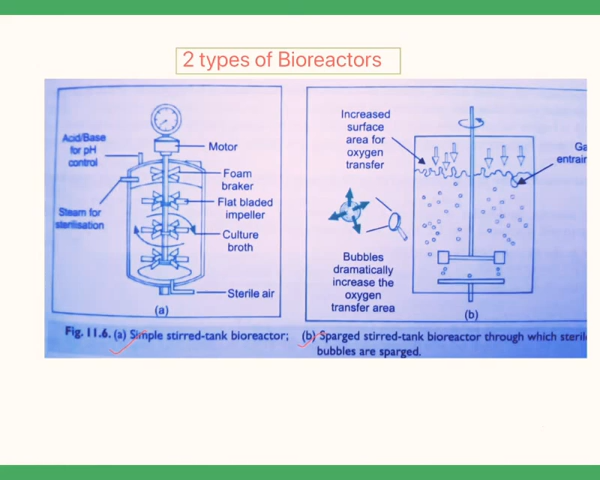 2 types of Bioreactors
Acid/Base
for pH
control
Steam for
sterilisation
Motor
Foam
braker
Flat bladed
impeller
Culture
broth
Sterile air
(a)
Increased
surface
area for
oxygen
transfer
Bubbles
dramatically
increase the
oxygen
transfer area
(b)
Fig. 11.6. (a) Simple stirred-tank bioreactor; (b) Sparged stirred-tank bioreactor through which
bubbles are sparged.